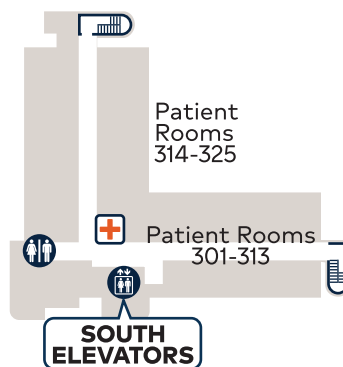 Patient
Rooms
314-325
Patient Rooms
301-313
SOUTH
ELEVATORS